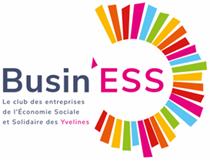 Busin'ESS
Le club des entreprises
de l'Économie Sociale
et Solidaire des Yvelines